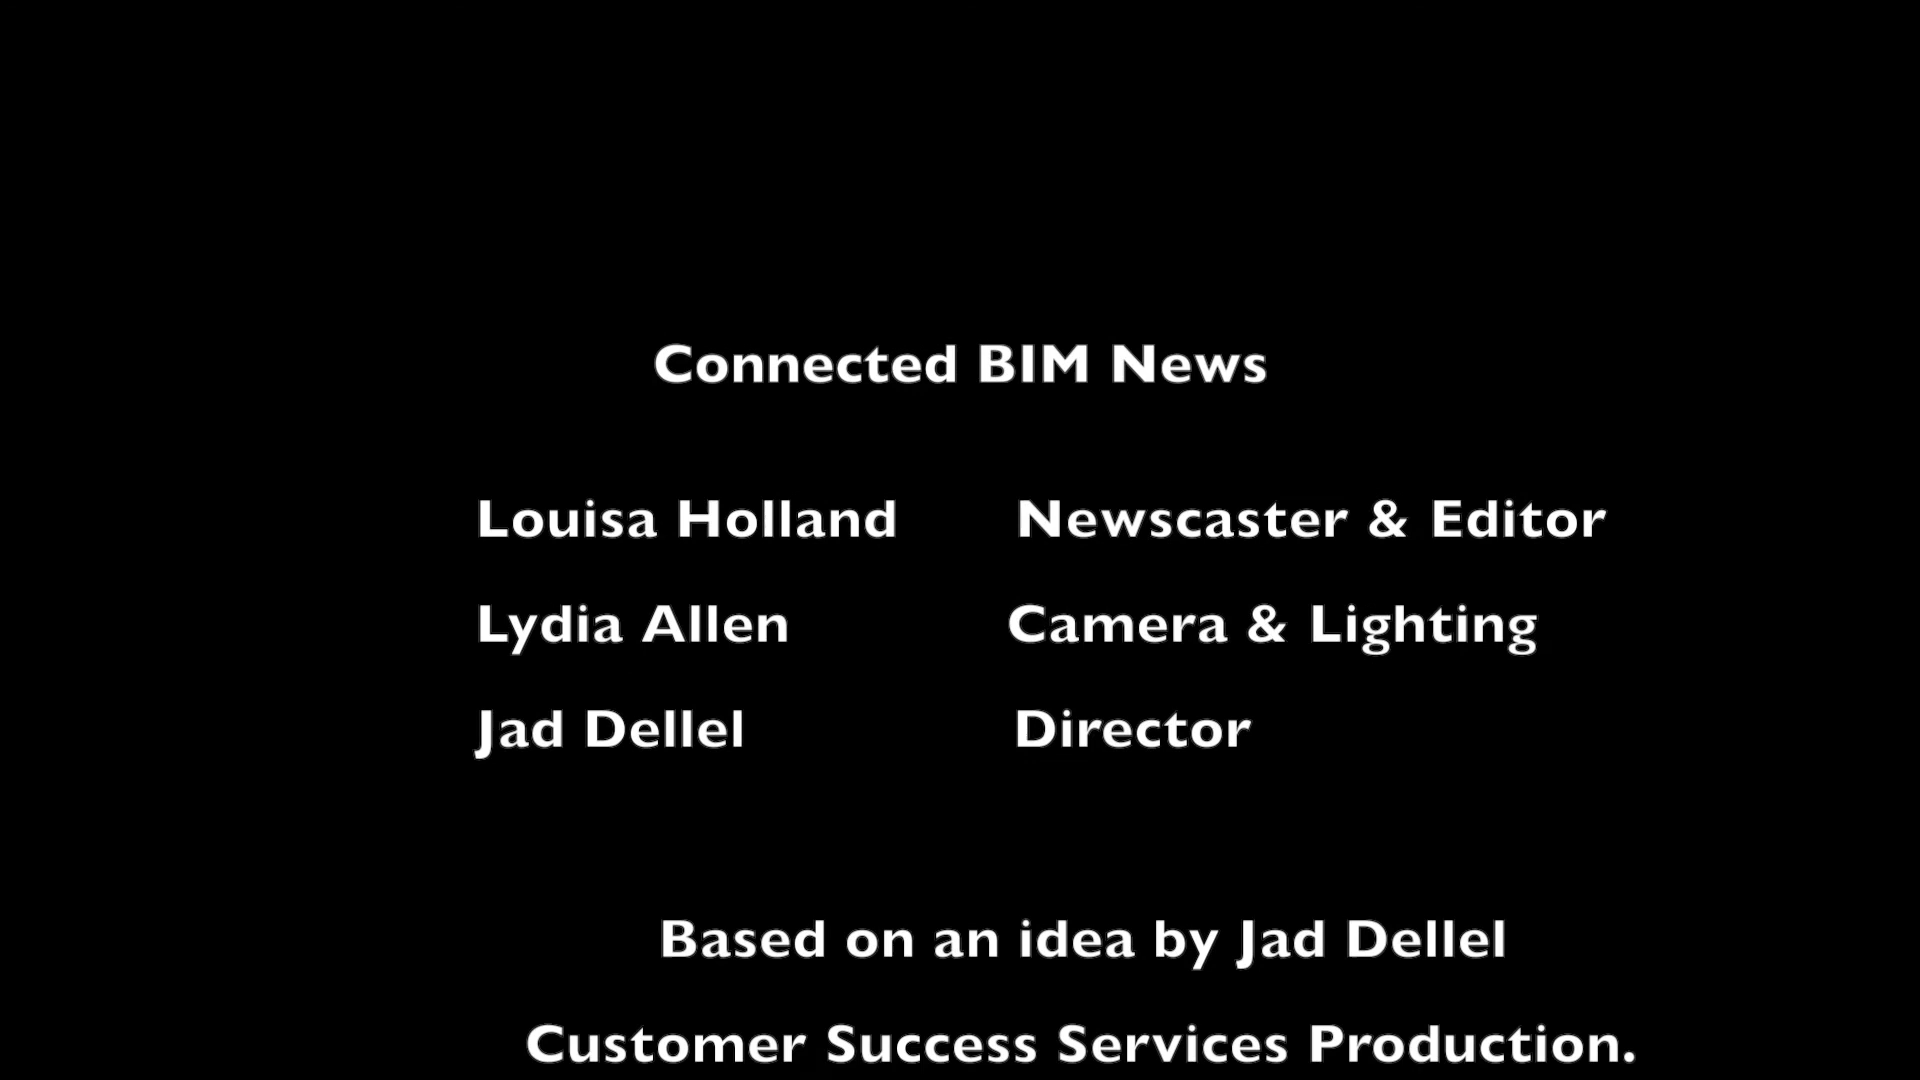 Connected BIM News
Louisa Holland Newscaster & Editor
Lydia Allen Camera & Lighting
Jad Dellel Director
Based on an idea by Jad Dellel
Customer Success Services Production.